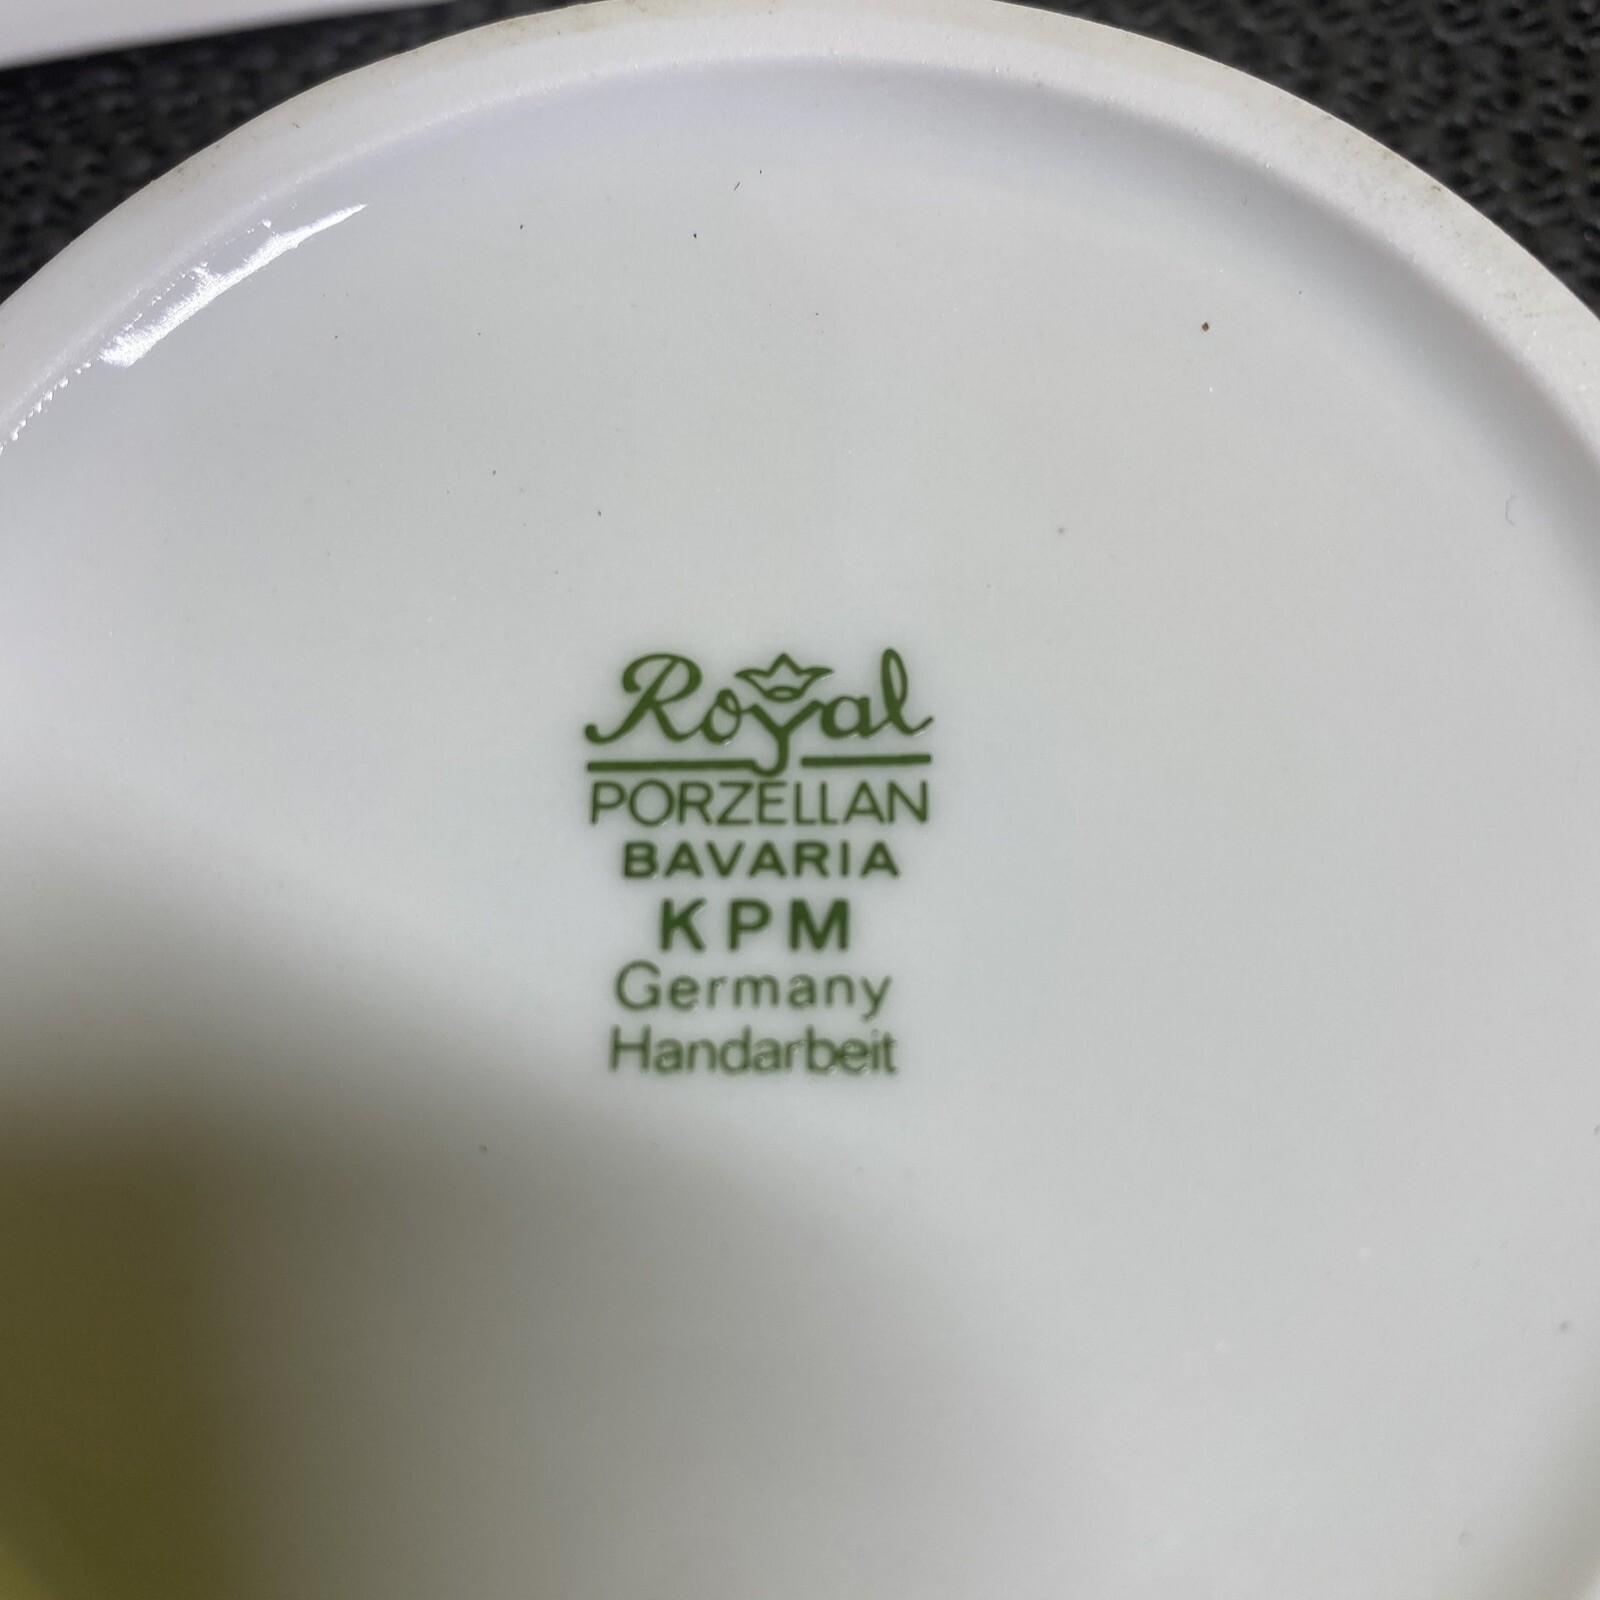 Royal
PORZELLAN
BAVARIA
KPM
Germany
Handarbeit